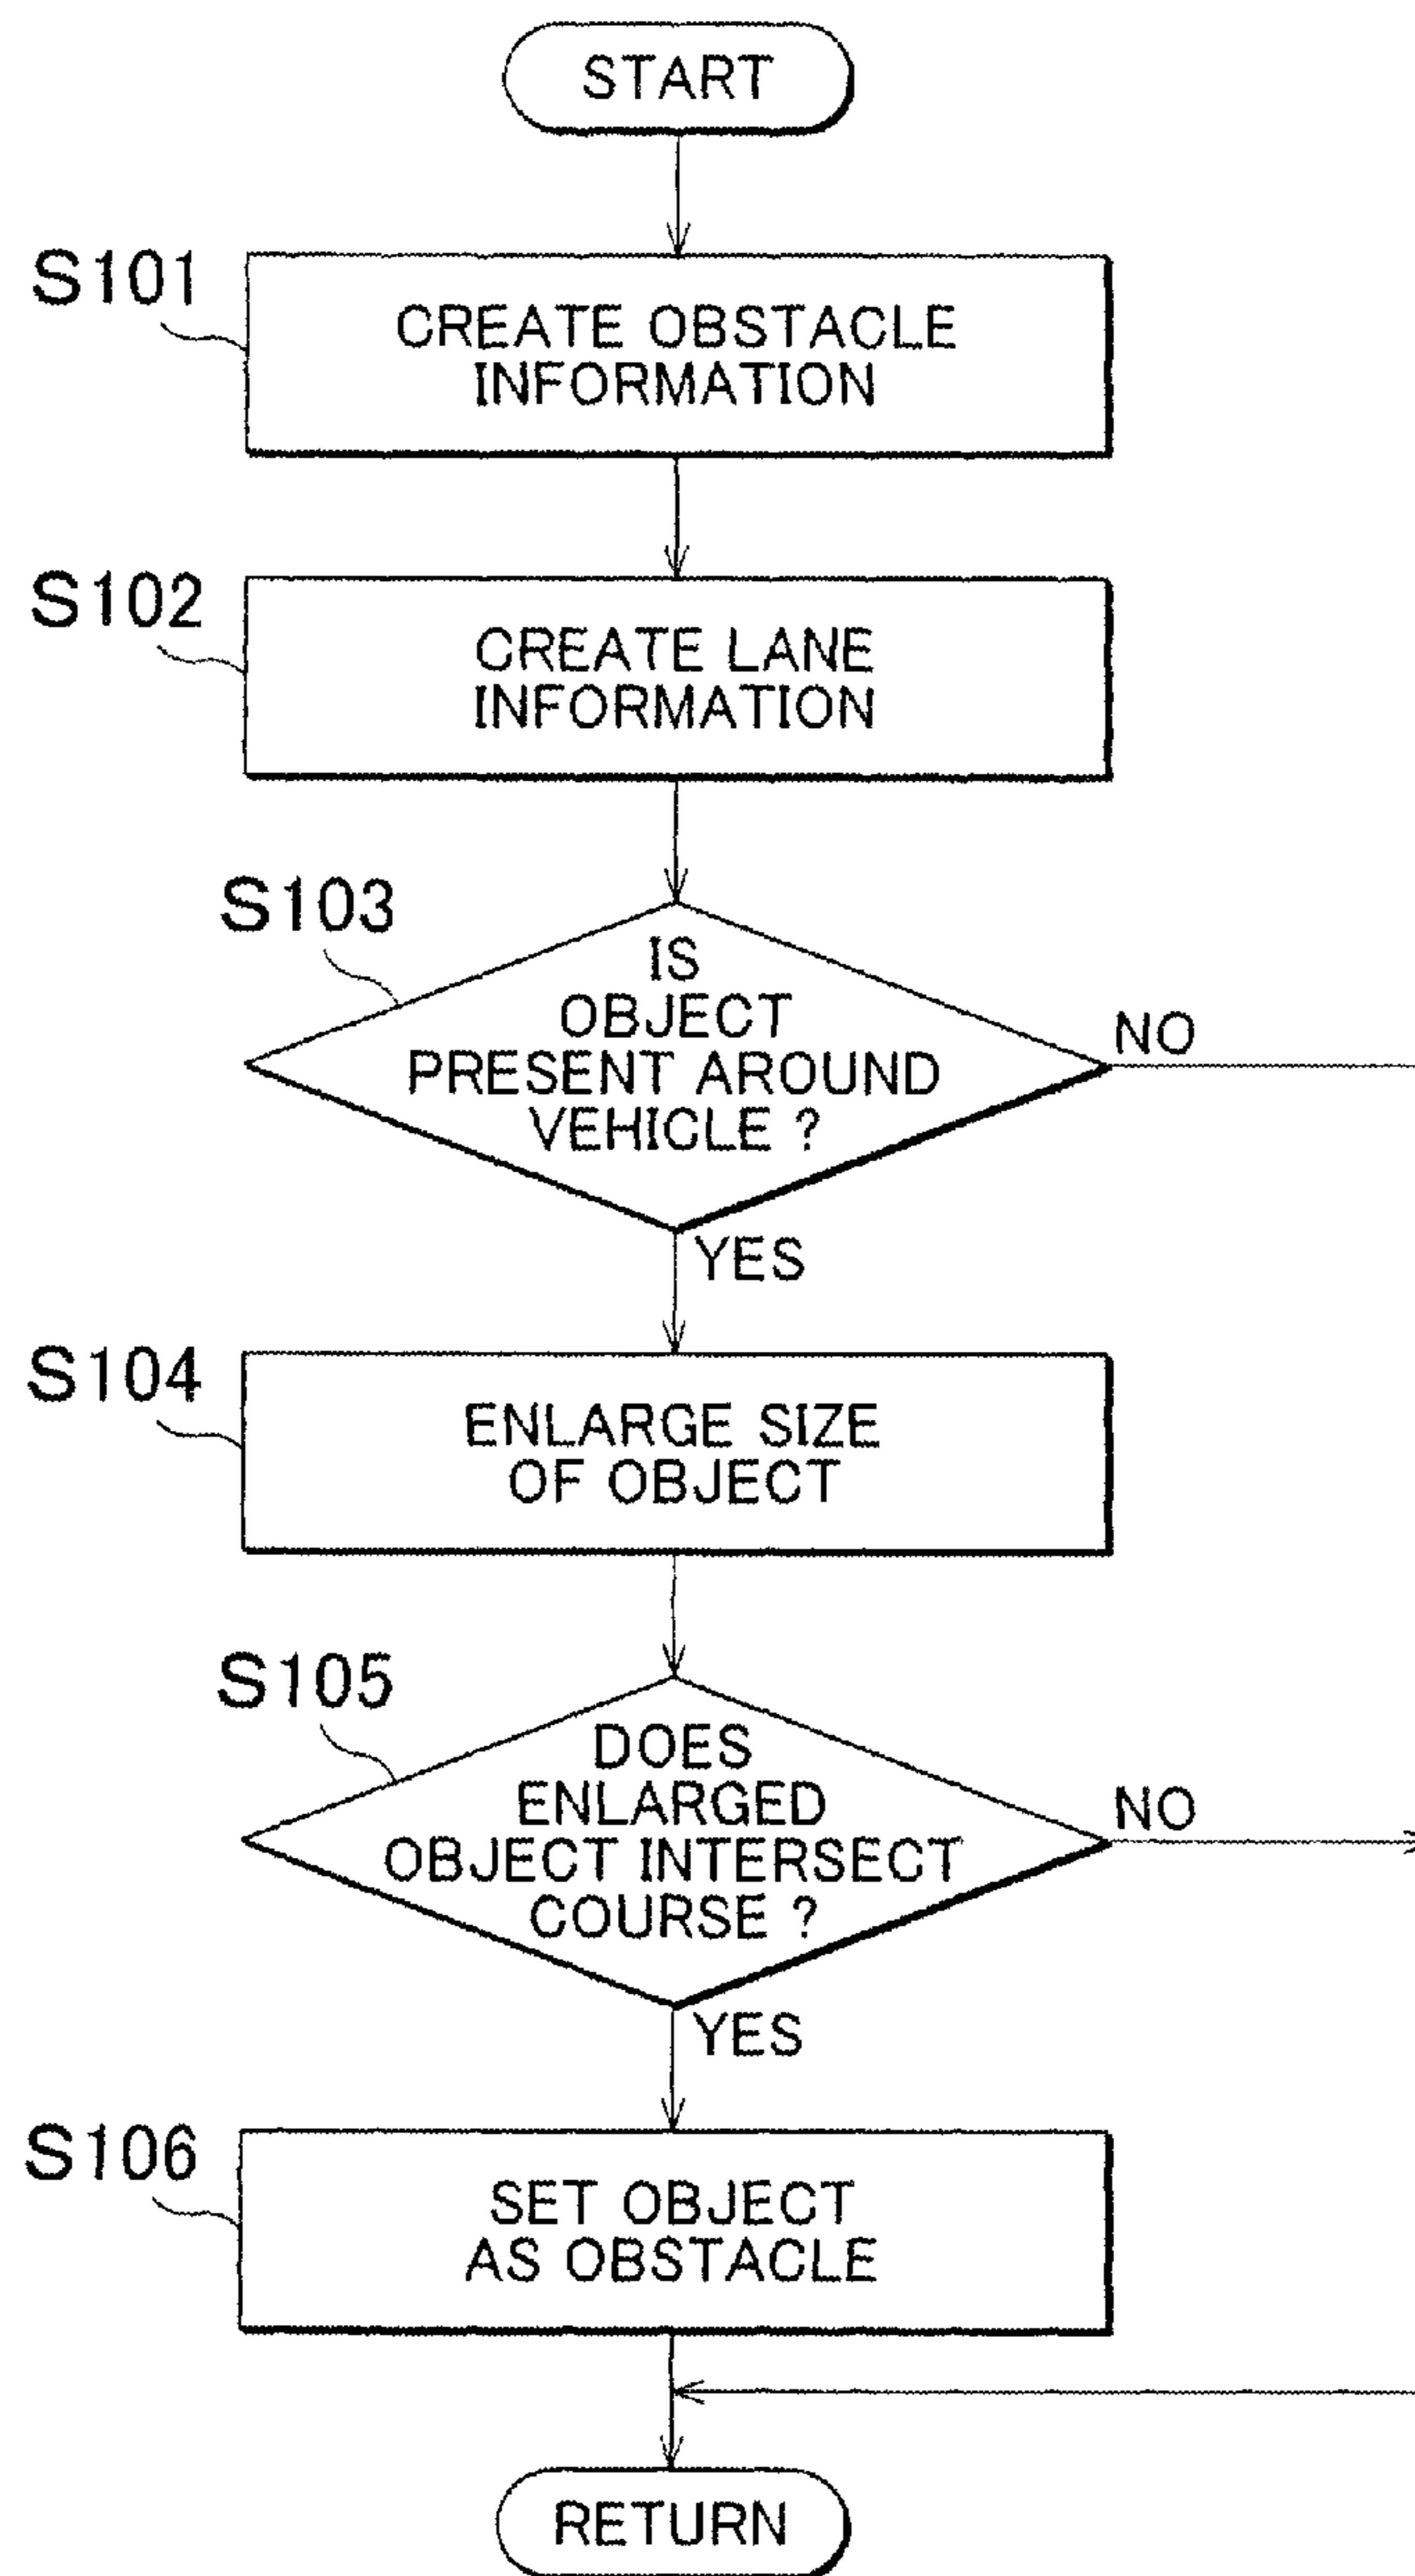 START
S101
CREATE OBSTACLE
INFORMATION
S102
CREATE LANE
INFORMATION
S103
IS
OBJECT
PRESENT AROUND
VEHICLE ?
NO
YES
S104
ENLARGE SIZE
OF OBJECT
S105
DOES
ENLARGED
OBJECT INTERSECT
COURSE ?
NO
YES
S106
SET OBJECT
AS OBSTACLE
RETURN